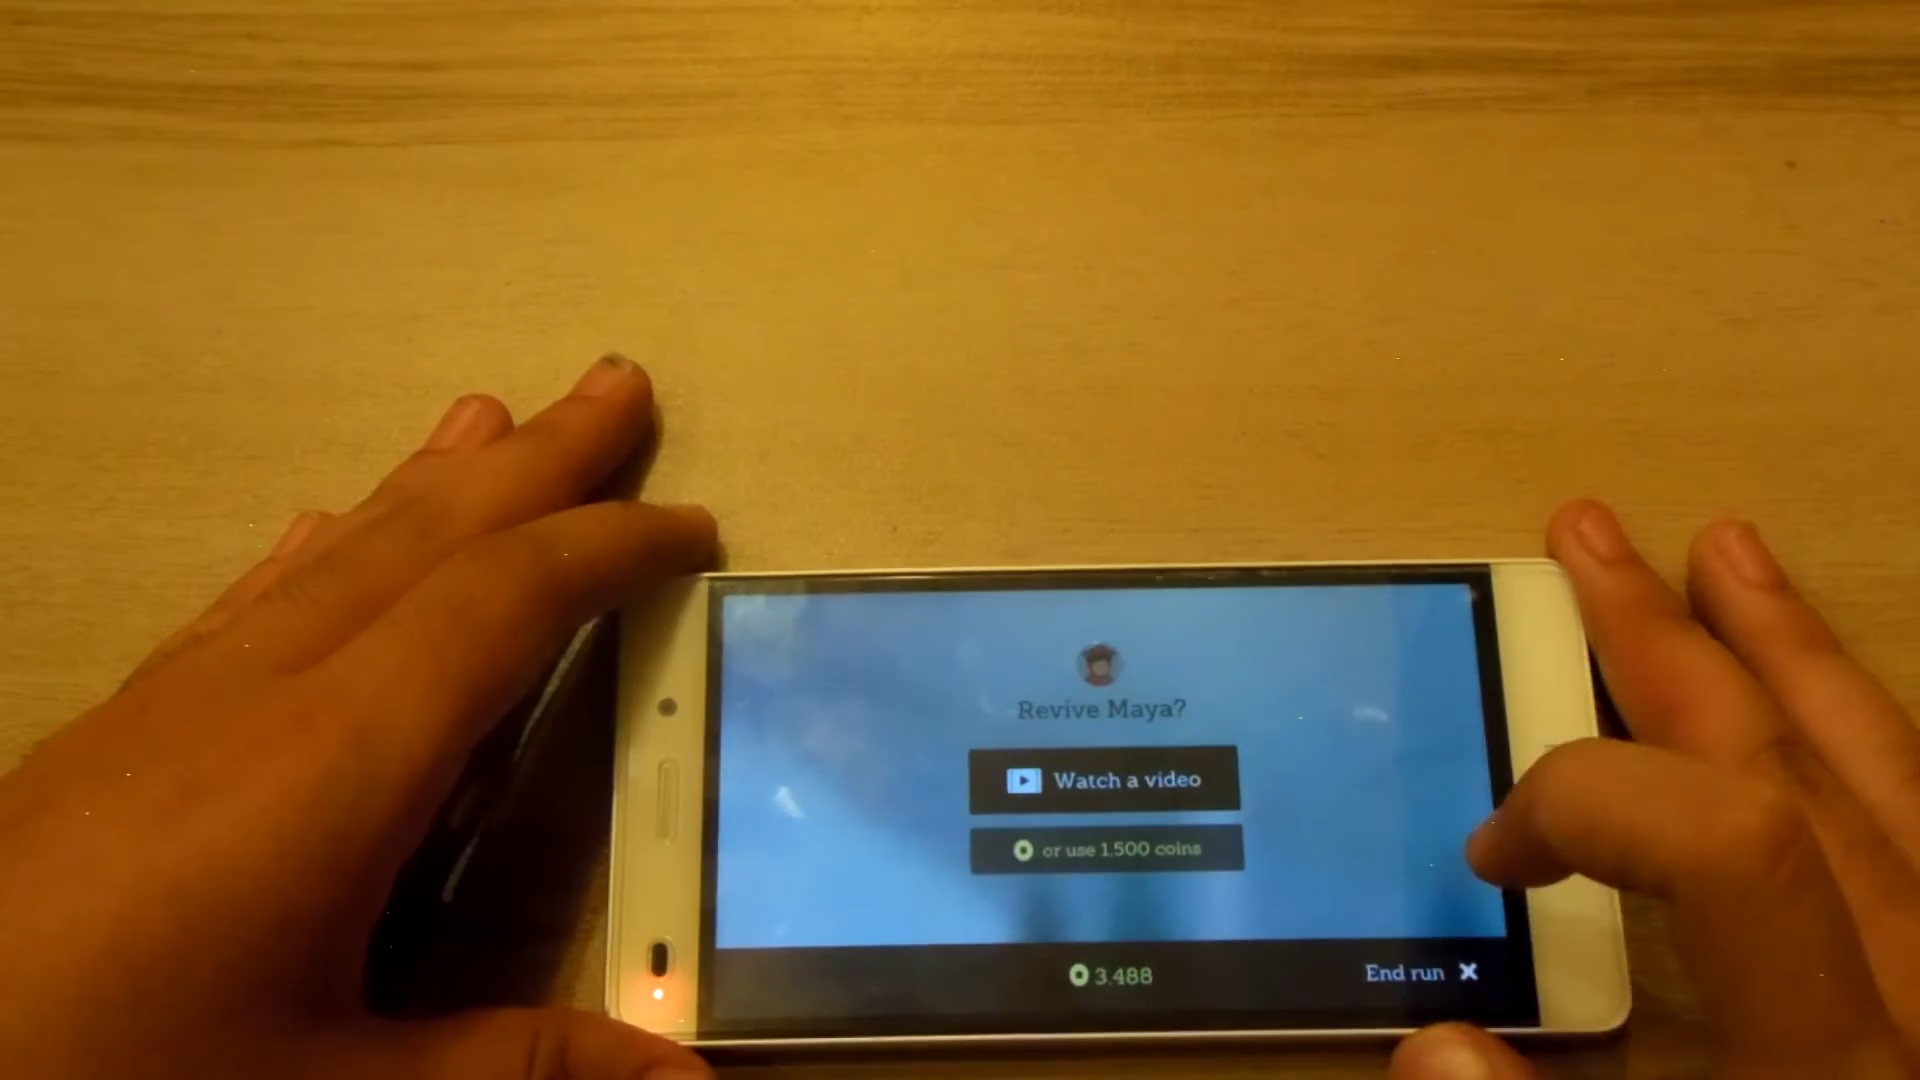 Revive Maya?
Watch a video
or use 1,500 coins
3,488
End run